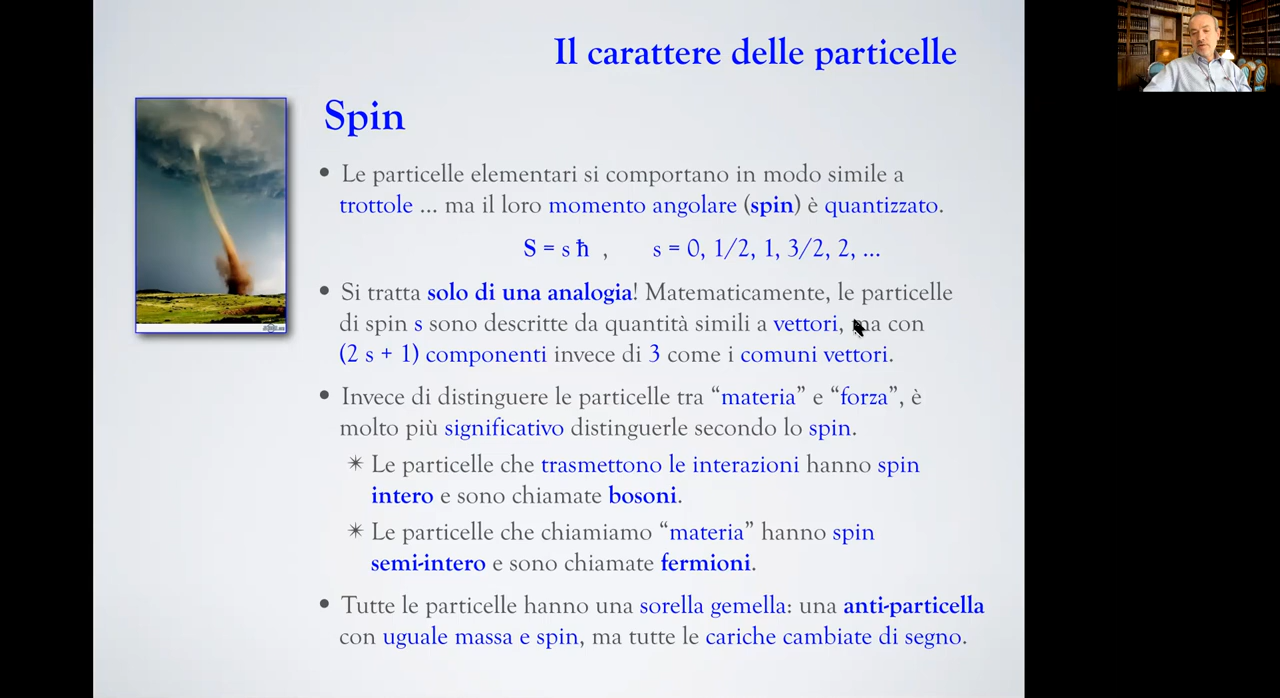 Il carattere delle particelle
Spin
• Le particelle elementari si comportano in modo simile a
trottole ... ma il loro momento angolare (spin) è quantizzato.
S = s ħ , s = 0, 1/2, 1, 3/2, 2, ...
• Si tratta solo di una analogia! Matematicamente, le particelle
di spin s sono descritte da quantità simili a vettori, ma con
(2 s + 1) componenti invece di 3 come i comuni vettori.
• Invece di distinguere le particelle tra “materia” e “forza”, è
molto più significativo distinguerle secondo lo spin.
✴ Le particelle che trasmettono le interazioni hanno spin
intero e sono chiamate bosoni.
✴ Le particelle che chiamiamo “materia” hanno spin
semi-intero e sono chiamate fermioni.
• Tutte le particelle hanno una sorella gemella: una anti-particella
con uguale massa e spin, ma tutte le cariche cambiate di segno.